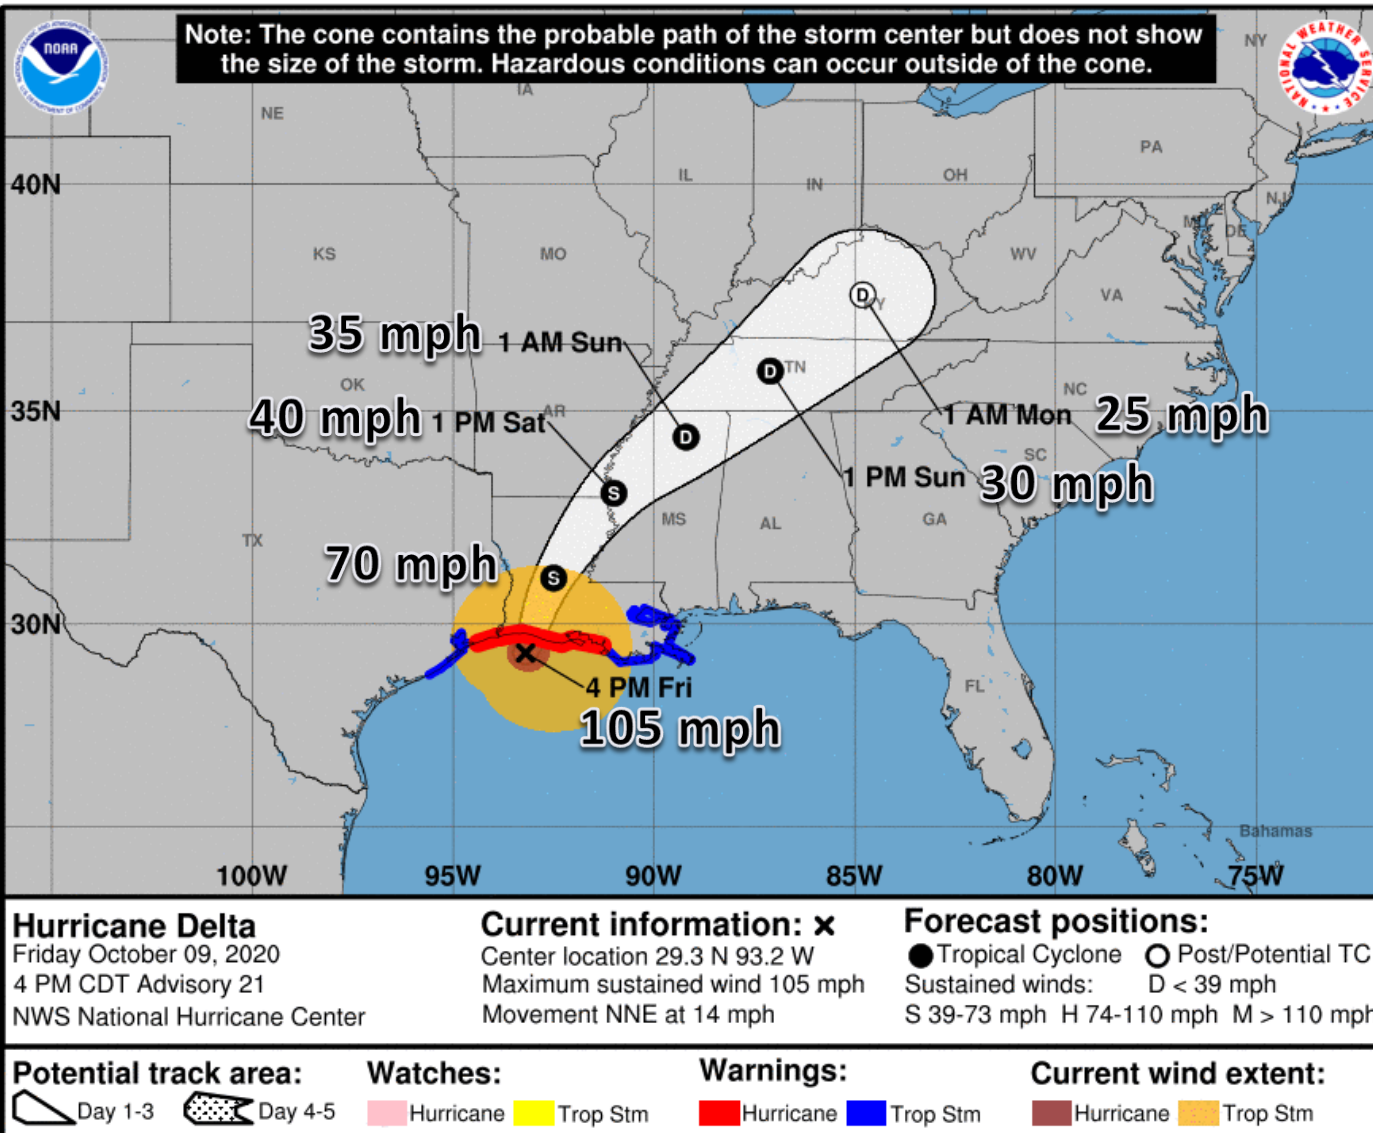 Note: The cone contains the probable path of the storm center but does not show
the size of the storm. Hazardous conditions can occur outside of the cone.
NOAA
NATIONAL WEATHER SERVICE
NY
IA
NE
PA
40N
IL
IN
OH
NJ
DE
KS
MO
WV
VA
D
35 mph
1 AM Sun
D
TN
OK
NC
35N
40 mph
1 PM Sat
AR
1 AM Mon
25 mph
D
SC
1 PM Sun
30 mph
S
MS
AL
GA
TX
70 mph
S
30N
4 PM Fri
FL
105 mph
Bahamas
100W
95W
90W
85W
80W
75W
Hurricane Delta
Friday October 09, 2020
4 PM CDT Advisory 21
NWS National Hurricane Center
Current information: ×
Center location 29.3 N 93.2 W
Maximum sustained wind 105 mph
Movement NNE at 14 mph
Forecast positions:
Tropical Cyclone Post/Potential TC
Sustained winds: D < 39 mph
S 39-73 mph H 74-110 mph M > 110 mph
Potential track area:
Day 1-3 Day 4-5
Watches:
Hurricane Trop Stm
Warnings:
Hurricane Trop Stm
Current wind extent:
Hurricane Trop Stm